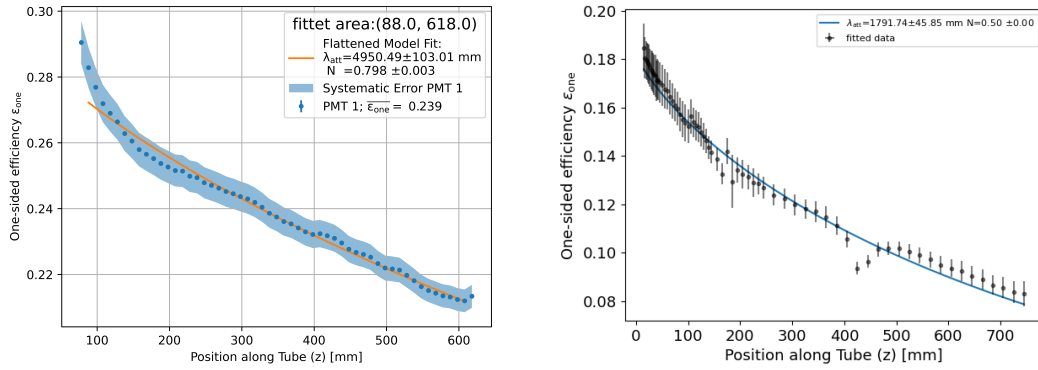 fittet area:(88.0, 618.0)
Flattened Model Fit:
λatt=4950.49±103.01 mm
N =0.798 ±0.003
Systematic Error PMT 1
PMT 1; εone = 0.239
0.30
0.28
0.26
0.24
0.22
One-sided efficiency εone
100 200 300 400 500 600
Position along Tube (z) [mm]
λatt=1791.74±45.85 mm N=0.50 ±0.00
fitted data
0.20
0.18
0.16
0.14
0.12
0.10
0.08
One-sided efficiency εone
0 100 200 300 400 500 600 700
Position along Tube (z) [mm]